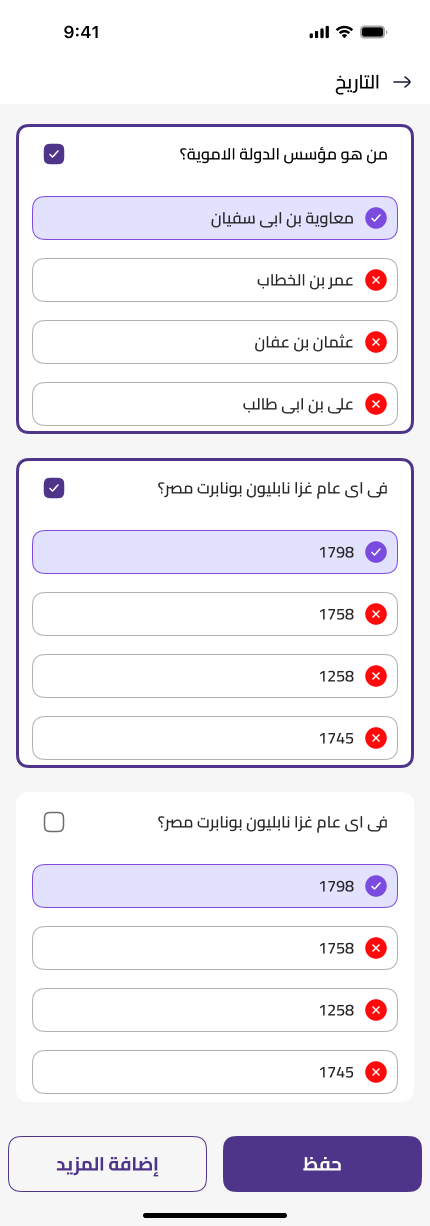 9:41
التاريخ
من هو مؤسس الدولة الاموية؟
معاوية بن ابى سفيان
عمر بن الخطاب
عثمان بن عفان
على بن ابى طالب
فى اى عام غزا نابليون بونابرت مصر؟
1798
1758
1258
1745
فى اى عام غزا نابليون بونابرت مصر؟
1798
1758
1258
1745
حفظ
إضافة المزيد